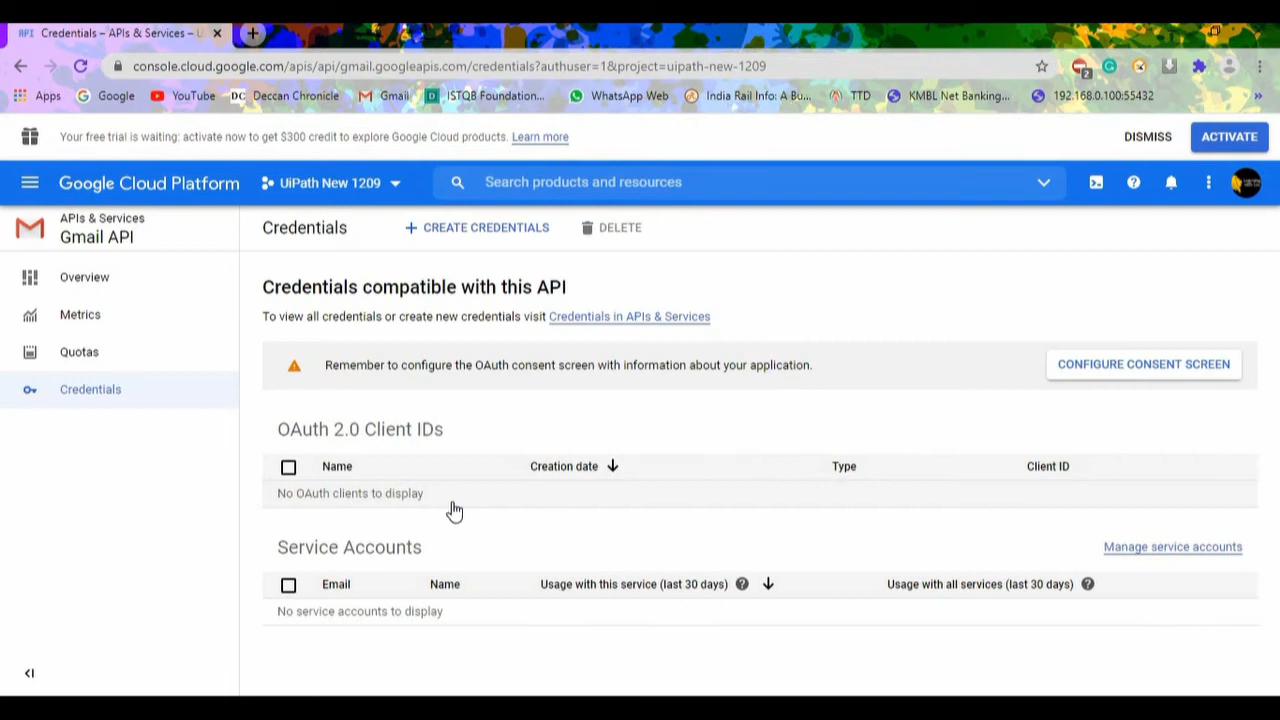 API Credentials – APIs & Services – U
console.cloud.google.com/apis/api/gmail.googleapis.com/credentials?authuser=1&project=uipath-new-1209
2
Apps Google YouTube DC Deccan Chronicle Gmail ISTQB Foundation... WhatsApp Web India Rail Info: A Bu... TTD KMBL Net Banking... 192.168.0.100:55432 »
Your free trial is waiting: activate now to get $300 credit to explore Google Cloud products. Learn more DISMISS ACTIVATE
Google Cloud Platform UiPath New 1209 Search products and resources
APIs & Services
Gmail API
Credentials + CREATE CREDENTIALS DELETE
Overview
Metrics
Quotas
Credentials
Credentials compatible with this API
To view all credentials or create new credentials visit Credentials in APIs & Services
Remember to configure the OAuth consent screen with information about your application. CONFIGURE CONSENT SCREEN
OAuth 2.0 Client IDs
Name Creation date Type Client ID
No OAuth clients to display
Service Accounts Manage service accounts
Email Name Usage with this service (last 30 days) Usage with all services (last 30 days)
No service accounts to display